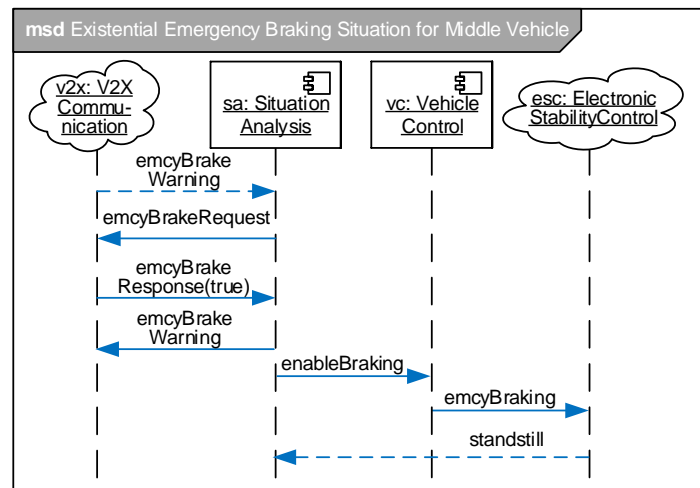 msd Existential Emergency Braking Situation for Middle Vehicle
v2x: V2X
Commu-
nication
sa: Situation
Analysis
vc: Vehicle
Control
esc: Electronic
StabilityControl
emcyBrake
Warning
emcyBrakeRequest
emcyBrake
Response(true)
emcyBrake
Warning
enableBraking
emcyBraking
standstill